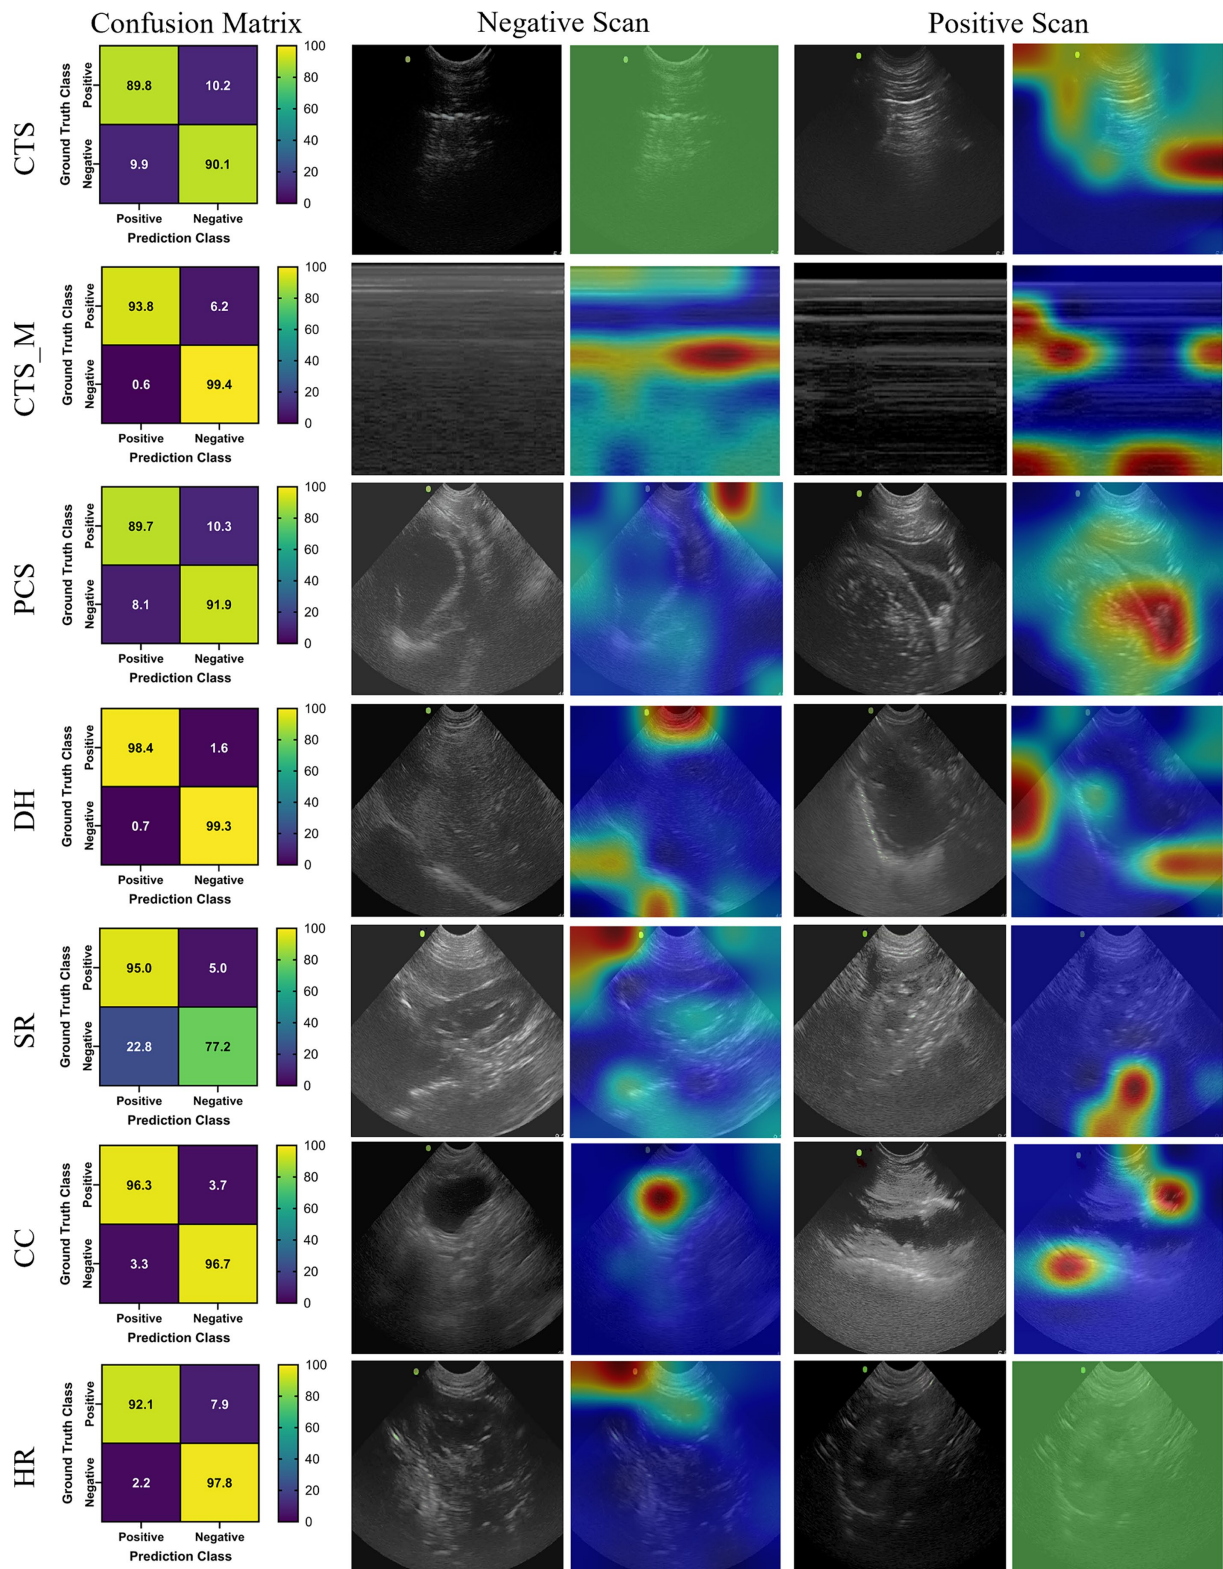 Confusion Matrix Negative Scan Positive Scan
CTS
Ground Truth Class
Positive
Negative
89.8 10.2
9.9 90.1
Positive Negative
Prediction Class
100
80
60
40
20
0
CTS_M
Ground Truth Class
Positive
Negative
93.8 6.2
0.6 99.4
Positive Negative
Prediction Class
100
80
60
40
20
0
PCS
Ground Truth Class
Positive
Negative
89.7 10.3
8.1 91.9
Positive Negative
Prediction Class
100
80
60
40
20
0
DH
Ground Truth Class
Positive
Negative
98.4 1.6
0.7 99.3
Positive Negative
Prediction Class
100
80
60
40
20
0
SR
Ground Truth Class
Positive
Negative
95.0 5.0
22.8 77.2
Positive Negative
Prediction Class
100
80
60
40
20
0
CC
Ground Truth Class
Positive
Negative
96.3 3.7
3.3 96.7
Positive Negative
Prediction Class
100
80
60
40
20
0
HR
Ground Truth Class
Positive
Negative
92.1 7.9
2.2 97.8
Positive Negative
Prediction Class
100
80
60
40
20
0